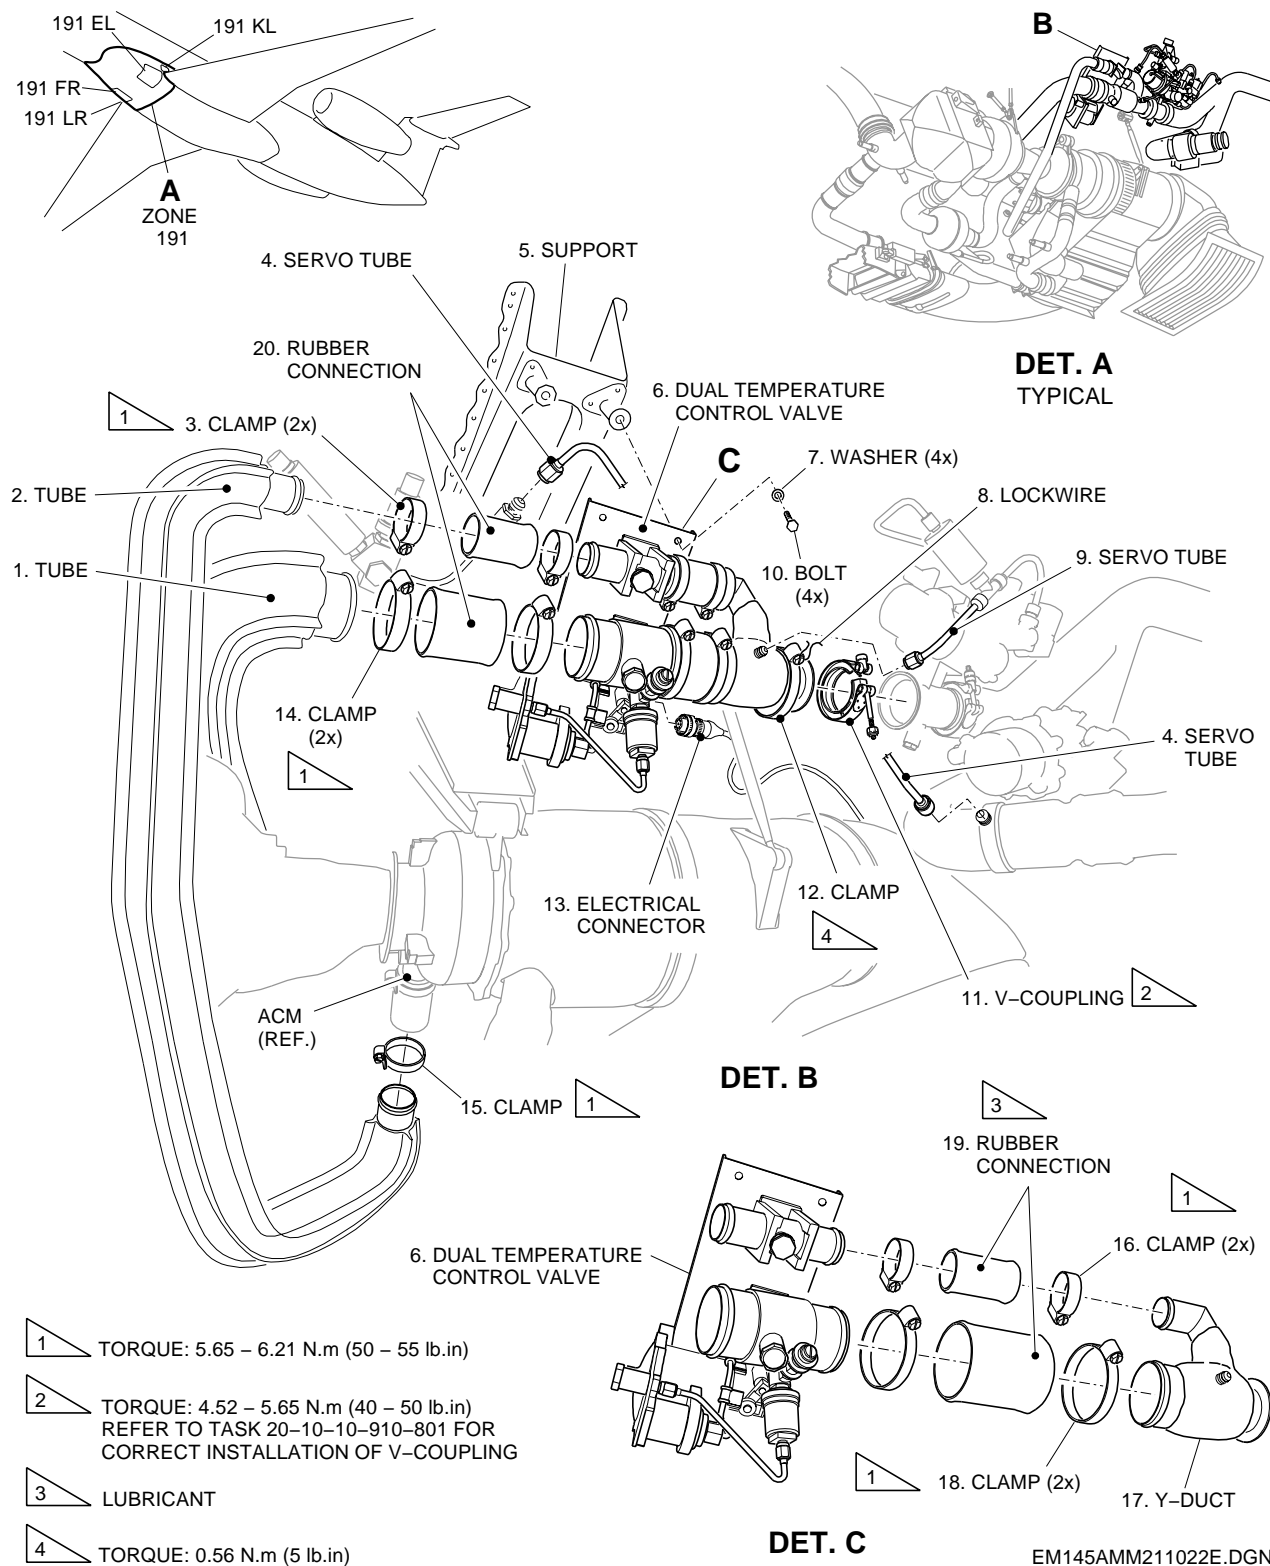 191 EL
191 KL
191 FR
191 LR
A
ZONE
191
B
DET. A
TYPICAL
4. SERVO TUBE
5. SUPPORT
20. RUBBER
CONNECTION
6. DUAL TEMPERATURE
CONTROL VALVE
1
3. CLAMP (2x)
C
7. WASHER (4x)
2. TUBE
8. LOCKWIRE
1. TUBE
9. SERVO TUBE
10. BOLT
(4x)
14. CLAMP
(2x)
1
4. SERVO
TUBE
13. ELECTRICAL
CONNECTOR
12. CLAMP
4
11. V–COUPLING
2
ACM
(REF.)
DET. B
15. CLAMP
1
3
19. RUBBER
CONNECTION
1
16. CLAMP (2x)
6. DUAL TEMPERATURE
CONTROL VALVE
1
18. CLAMP (2x)
17. Y–DUCT
1
TORQUE: 5.65 – 6.21 N.m (50 – 55 lb.in)
2
TORQUE: 4.52 – 5.65 N.m (40 – 50 lb.in)
REFER TO TASK 20–10–10–910–801 FOR
CORRECT INSTALLATION OF V–COUPLING
3
LUBRICANT
4
TORQUE: 0.56 N.m (5 lb.in)
DET. C
EM145AMM211022E.DGN